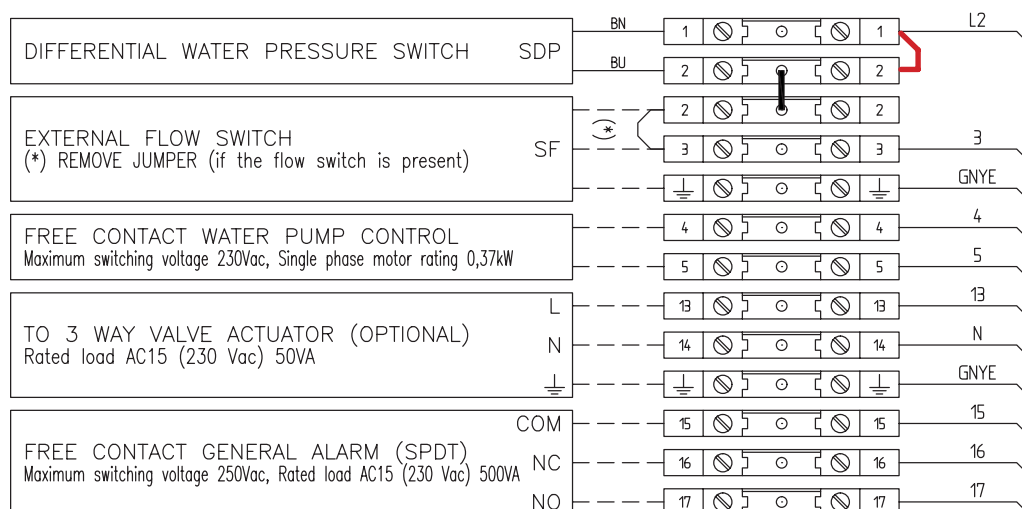 DIFFERENTIAL WATER PRESSURE SWITCH SDP BN 1 1 L2
BU 2 2
2 2
EXTERNAL FLOW SWITCH
(*) REMOVE JUMPER (if the flow switch is present) SF (*) 3 3 3
GNYE
FREE CONTACT WATER PUMP CONTROL 4 4 4
Maximum switching voltage 230Vac, Single phase motor rating 0,37kW 5 5 5
L 13 13 13
TO 3 WAY VALVE ACTUATOR (OPTIONAL)
Rated load AC15 (230 Vac) 50VA N 14 14 N
GNYE
COM 15 15 15
FREE CONTACT GENERAL ALARM (SPDT)
Maximum switching voltage 250Vac, Rated load AC15 (230 Vac) 500VA NC 16 16 16
NO 17 17 17